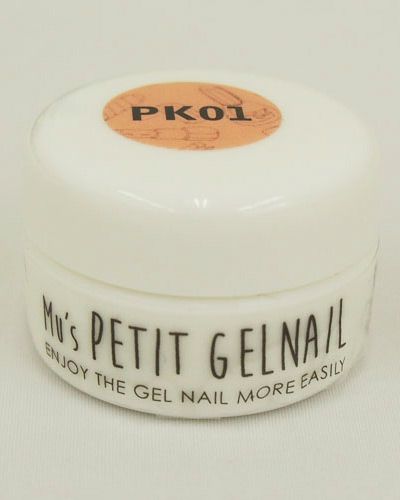 PK01
Mu's PETIT GELNAIL
ENJOY THE GEL NAIL MORE EASILY